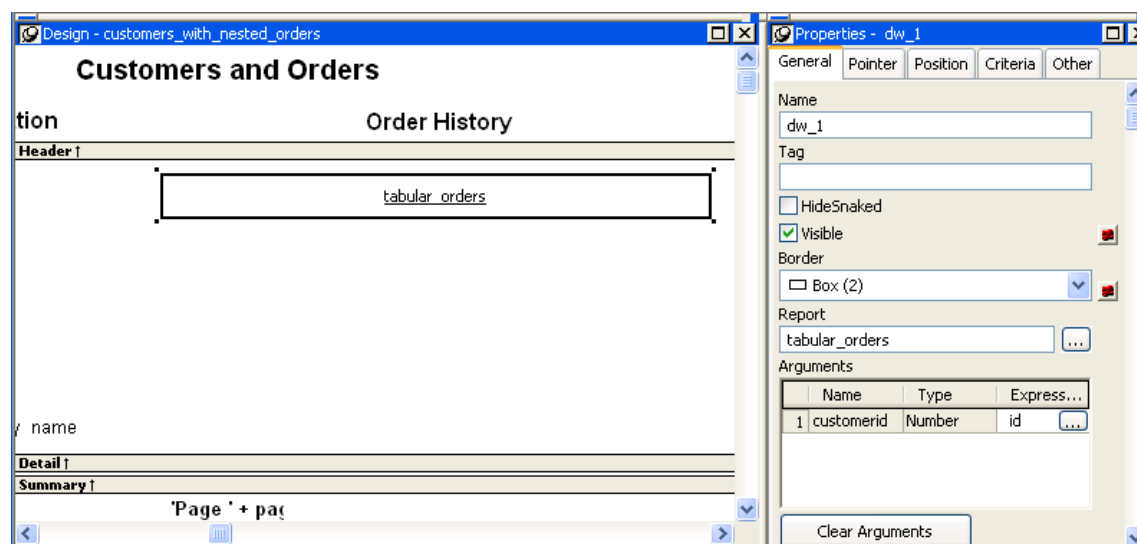 Design - customers_with_nested_orders
Customers and Orders
tion
Order History
Header ↑
tabular_orders
y name
Detail ↑
Summary ↑
'Page ' + pag
Properties - dw_1
General Pointer Position Criteria Other
Name
dw_1
Tag
HideSnaked
Visible
Border
Box (2)
Report
tabular_orders
...
Arguments
Name Type Express...
1 customerid Number id ...
Clear Arguments